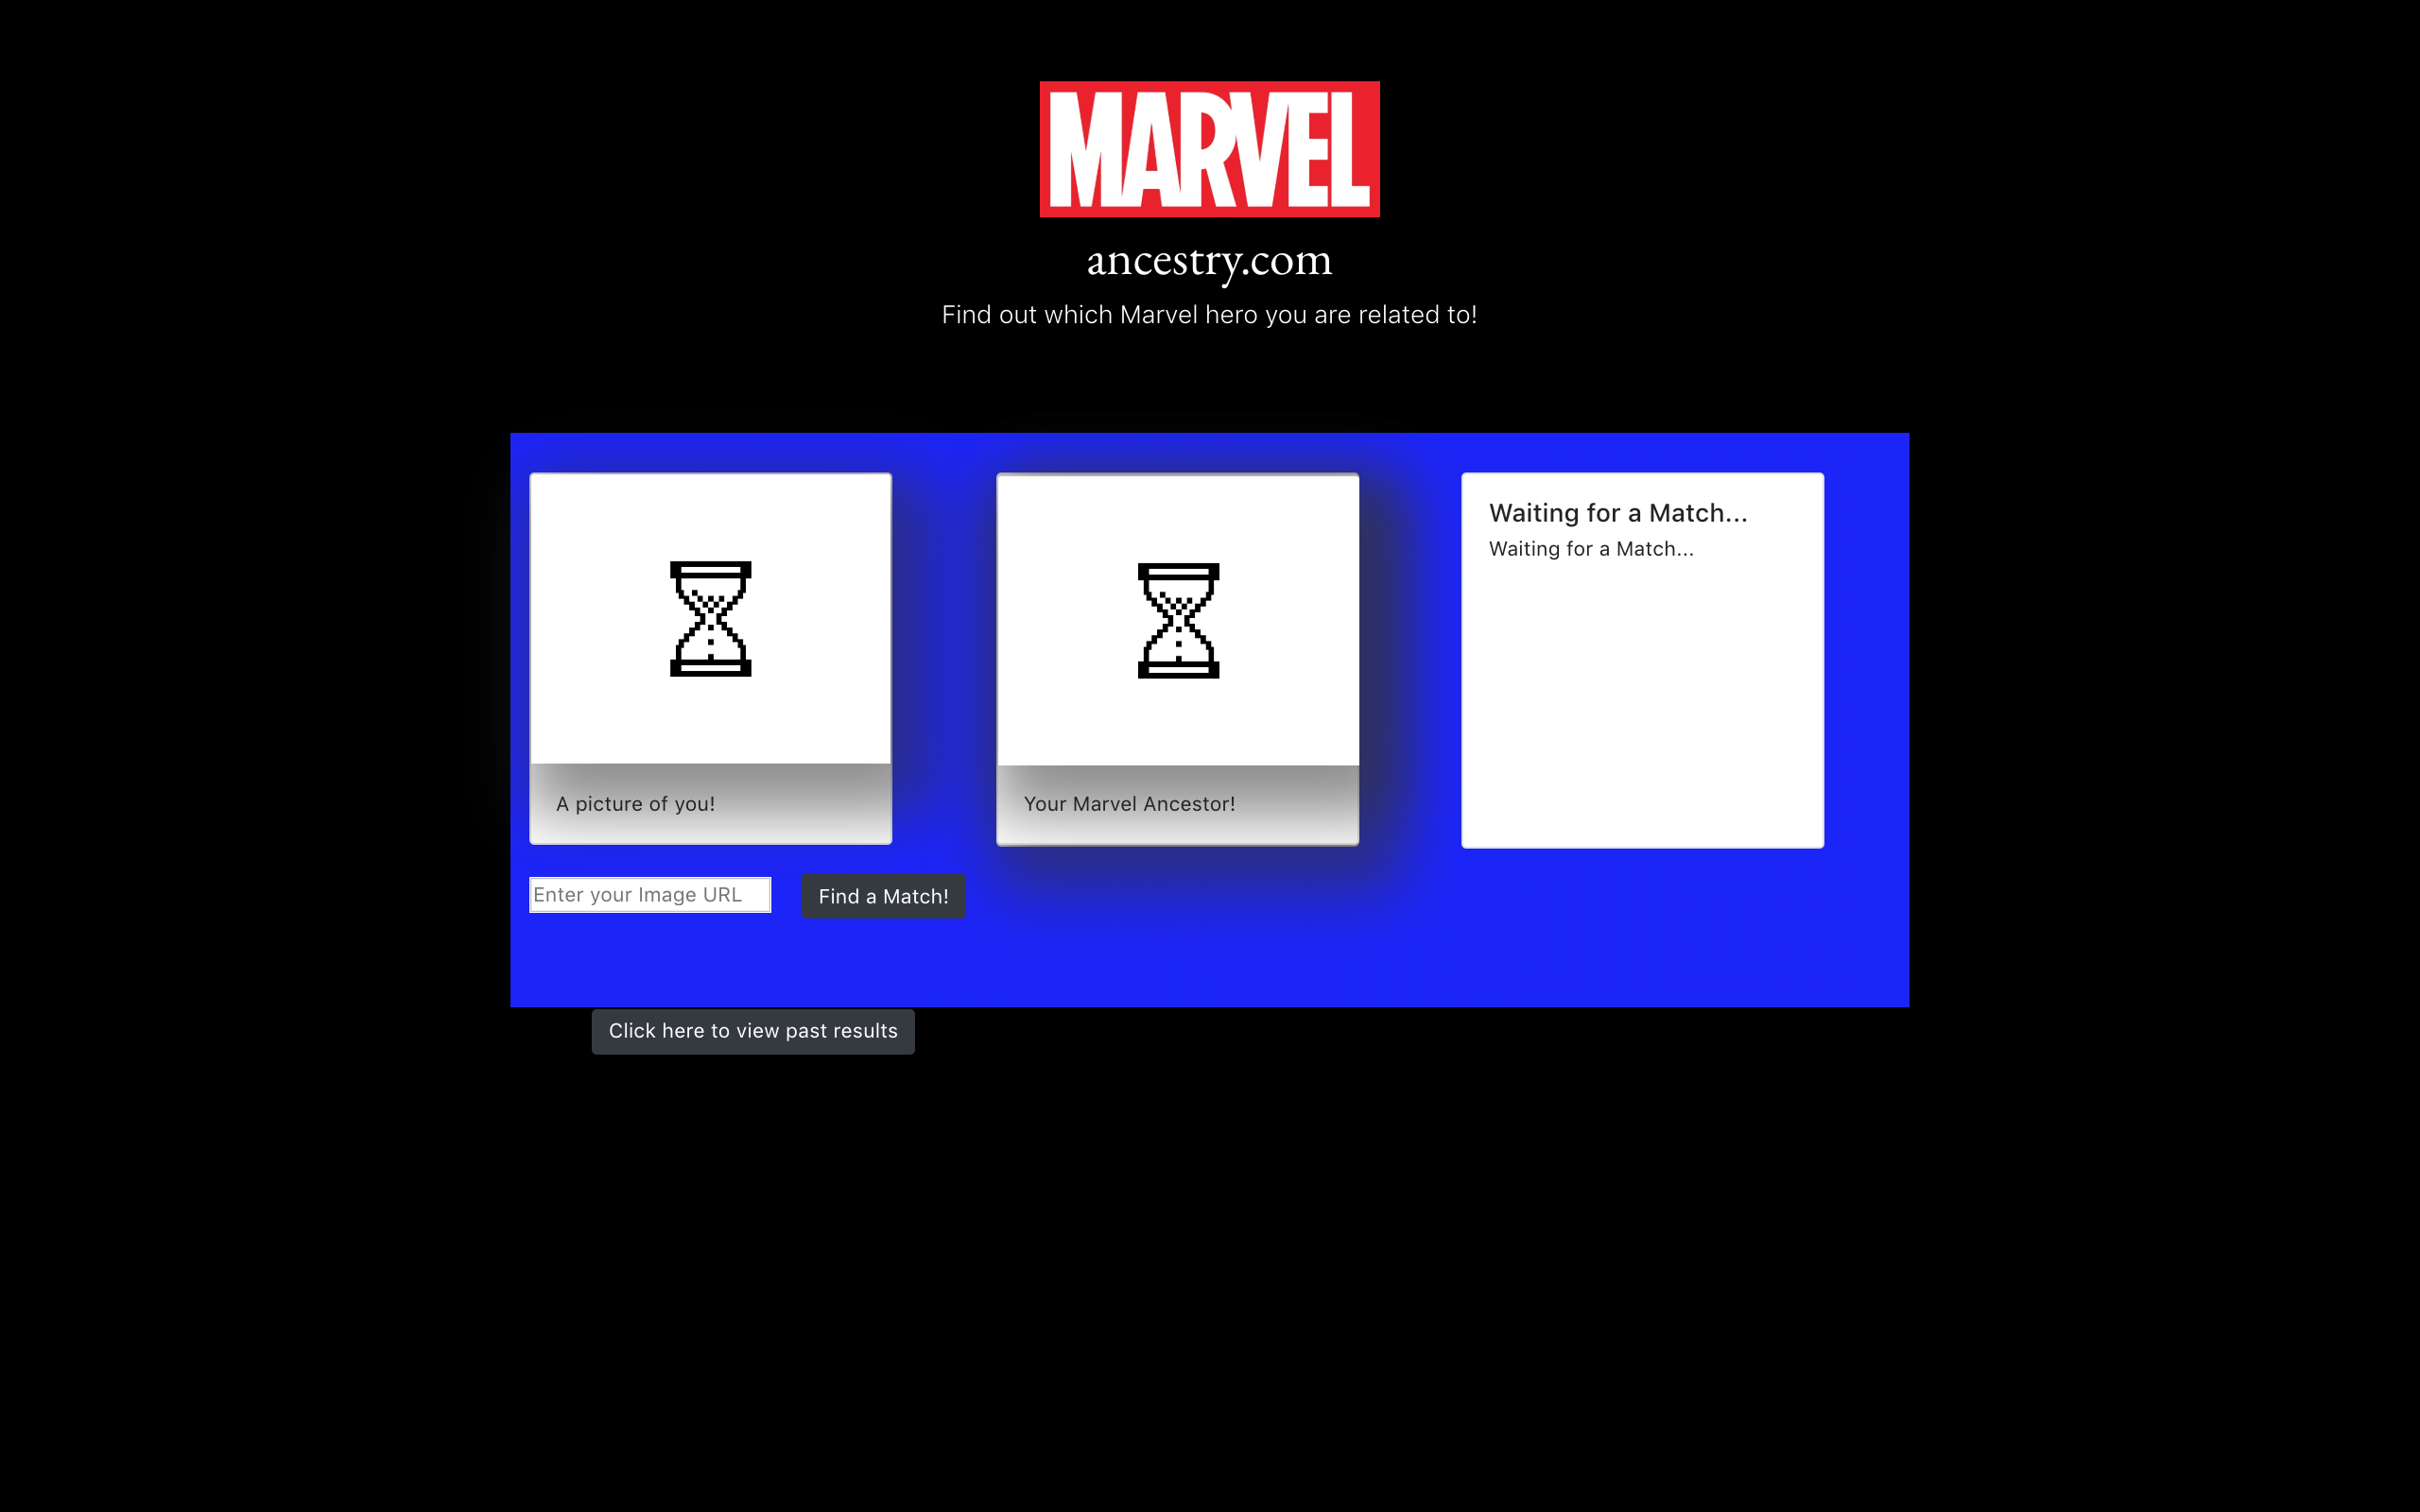 MARVEL
ancestry.com
Find out which Marvel hero you are related to!
Waiting for a Match...
Waiting for a Match...
A picture of you!
Your Marvel Ancestor!
Enter your Image URL
Find a Match!
Click here to view past results